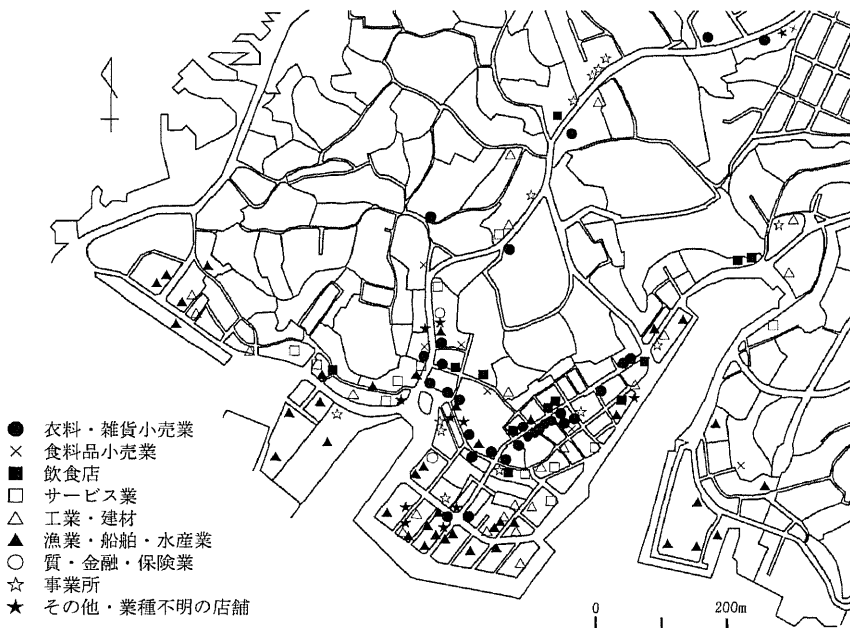 ● 衣料・雑貨小売業
× 食料品小売業
■ 飲食店
□ サービス業
△ 工業・建材
▲ 漁業・船舶・水産業
○ 質・金融・保険業
☆ 事業所
★ その他・業種不明の店舗
0 200m